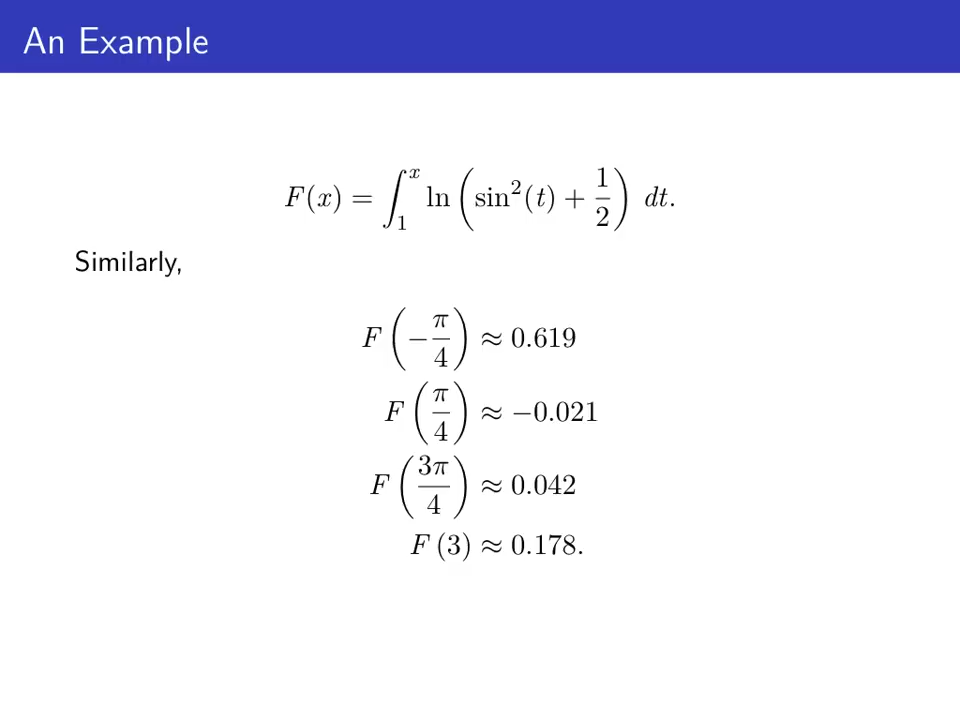 An Example
F(x) = ∫₁ˣ ln(sin²(t) + 1/2) dt.
Similarly,
F(−π/4) ≈ 0.619
F(π/4) ≈ −0.021
F(3π/4) ≈ 0.042
F(3) ≈ 0.178.